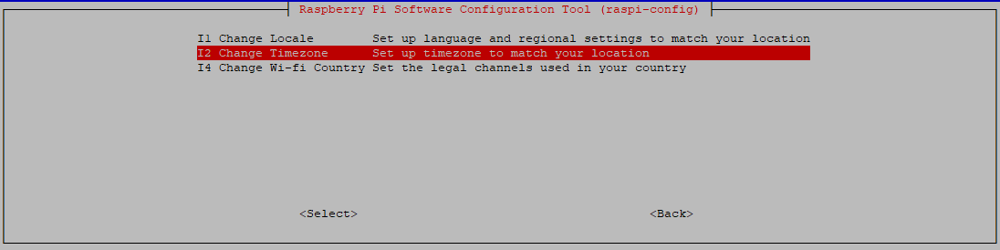 Raspberry Pi Software Configuration Tool (raspi-config)
I1 Change Locale Set up language and regional settings to match your location
I2 Change Timezone Set up timezone to match your location
I4 Change Wi-fi Country Set the legal channels used in your country
<Select> <Back>